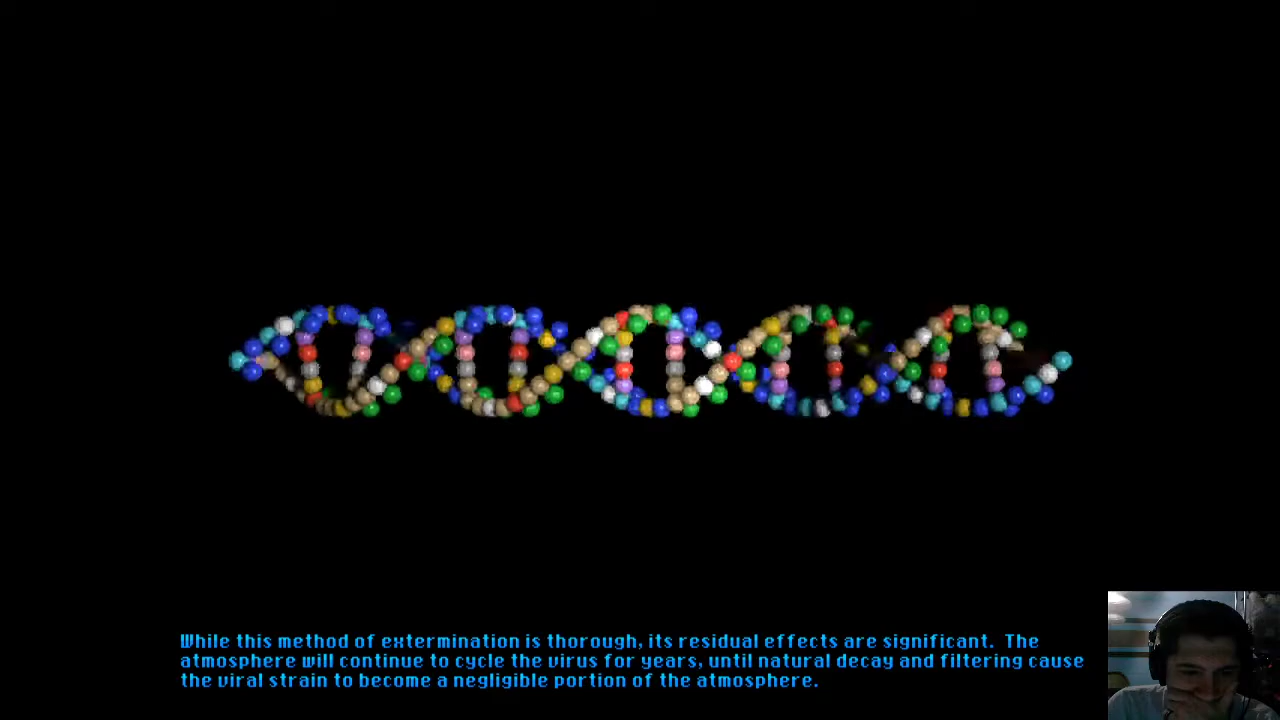 While this method of extermination is thorough, its residual effects are significant. The
atmosphere will continue to cycle the virus for years, until natural decay and filtering cause
the viral strain to become a negligible portion of the atmosphere.